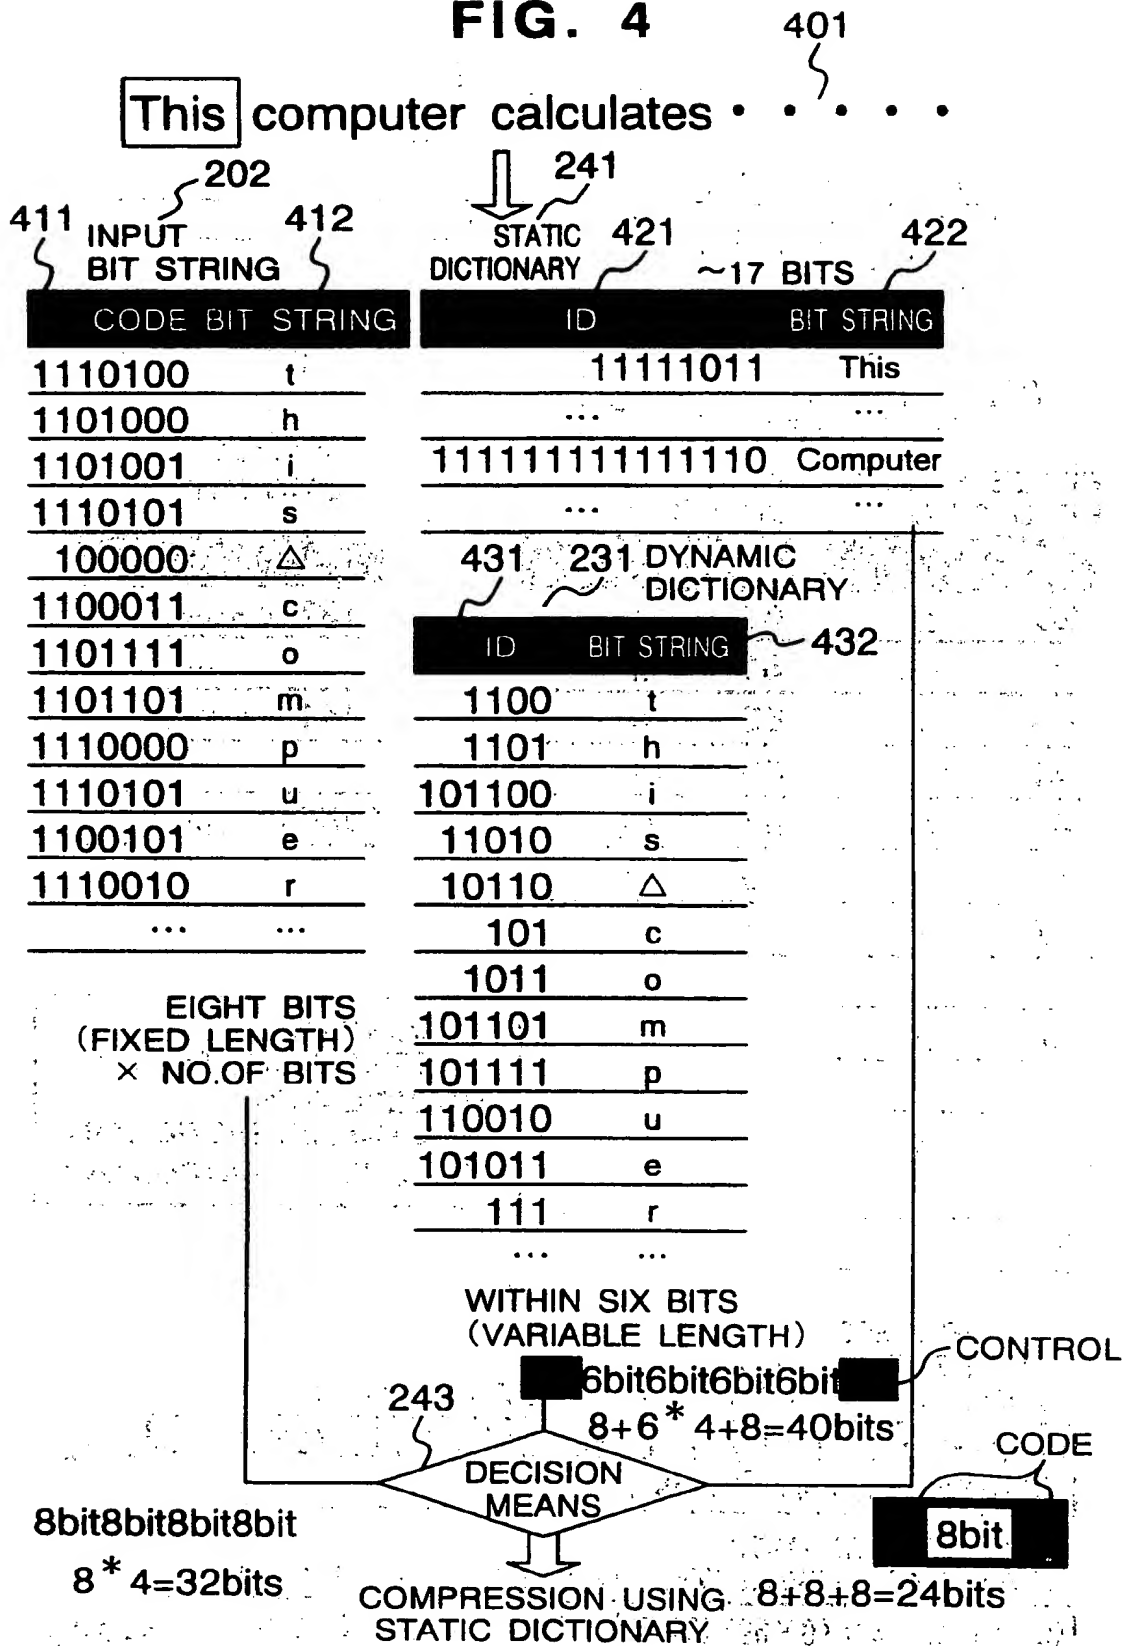 FIG. 4
401
This computer calculates • • • • •
202
241
411
INPUT
BIT STRING
412
STATIC
DICTIONARY
421
~17 BITS
422
CODE BIT STRING
1110100 t
1101000 h
1101001 i
1110101 s
100000 △
1100011 c
1101111 o
1101101 m
1110000 p
1110101 u
1100101 e
1110010 r
... ...
EIGHT BITS
(FIXED LENGTH)
× NO.OF BITS
ID BIT STRING
11111011 This
... ...
1111111111111110 Computer
... ...
431
231 DYNAMIC
DICTIONARY
ID BIT STRING
432
1100 t
1101 h
101100 i
11010 s
10110 △
101 c
1011 o
101101 m
101111 p
110010 u
101011 e
111 r
... ...
WITHIN SIX BITS
(VARIABLE LENGTH)
6bit6bit6bit6bit
CONTROL
8+6*4+8=40bits
243
DECISION
MEANS
CODE
8bit8bit8bit8bit
8*4=32bits
8bit
8+8+8=24bits
COMPRESSION USING
STATIC DICTIONARY